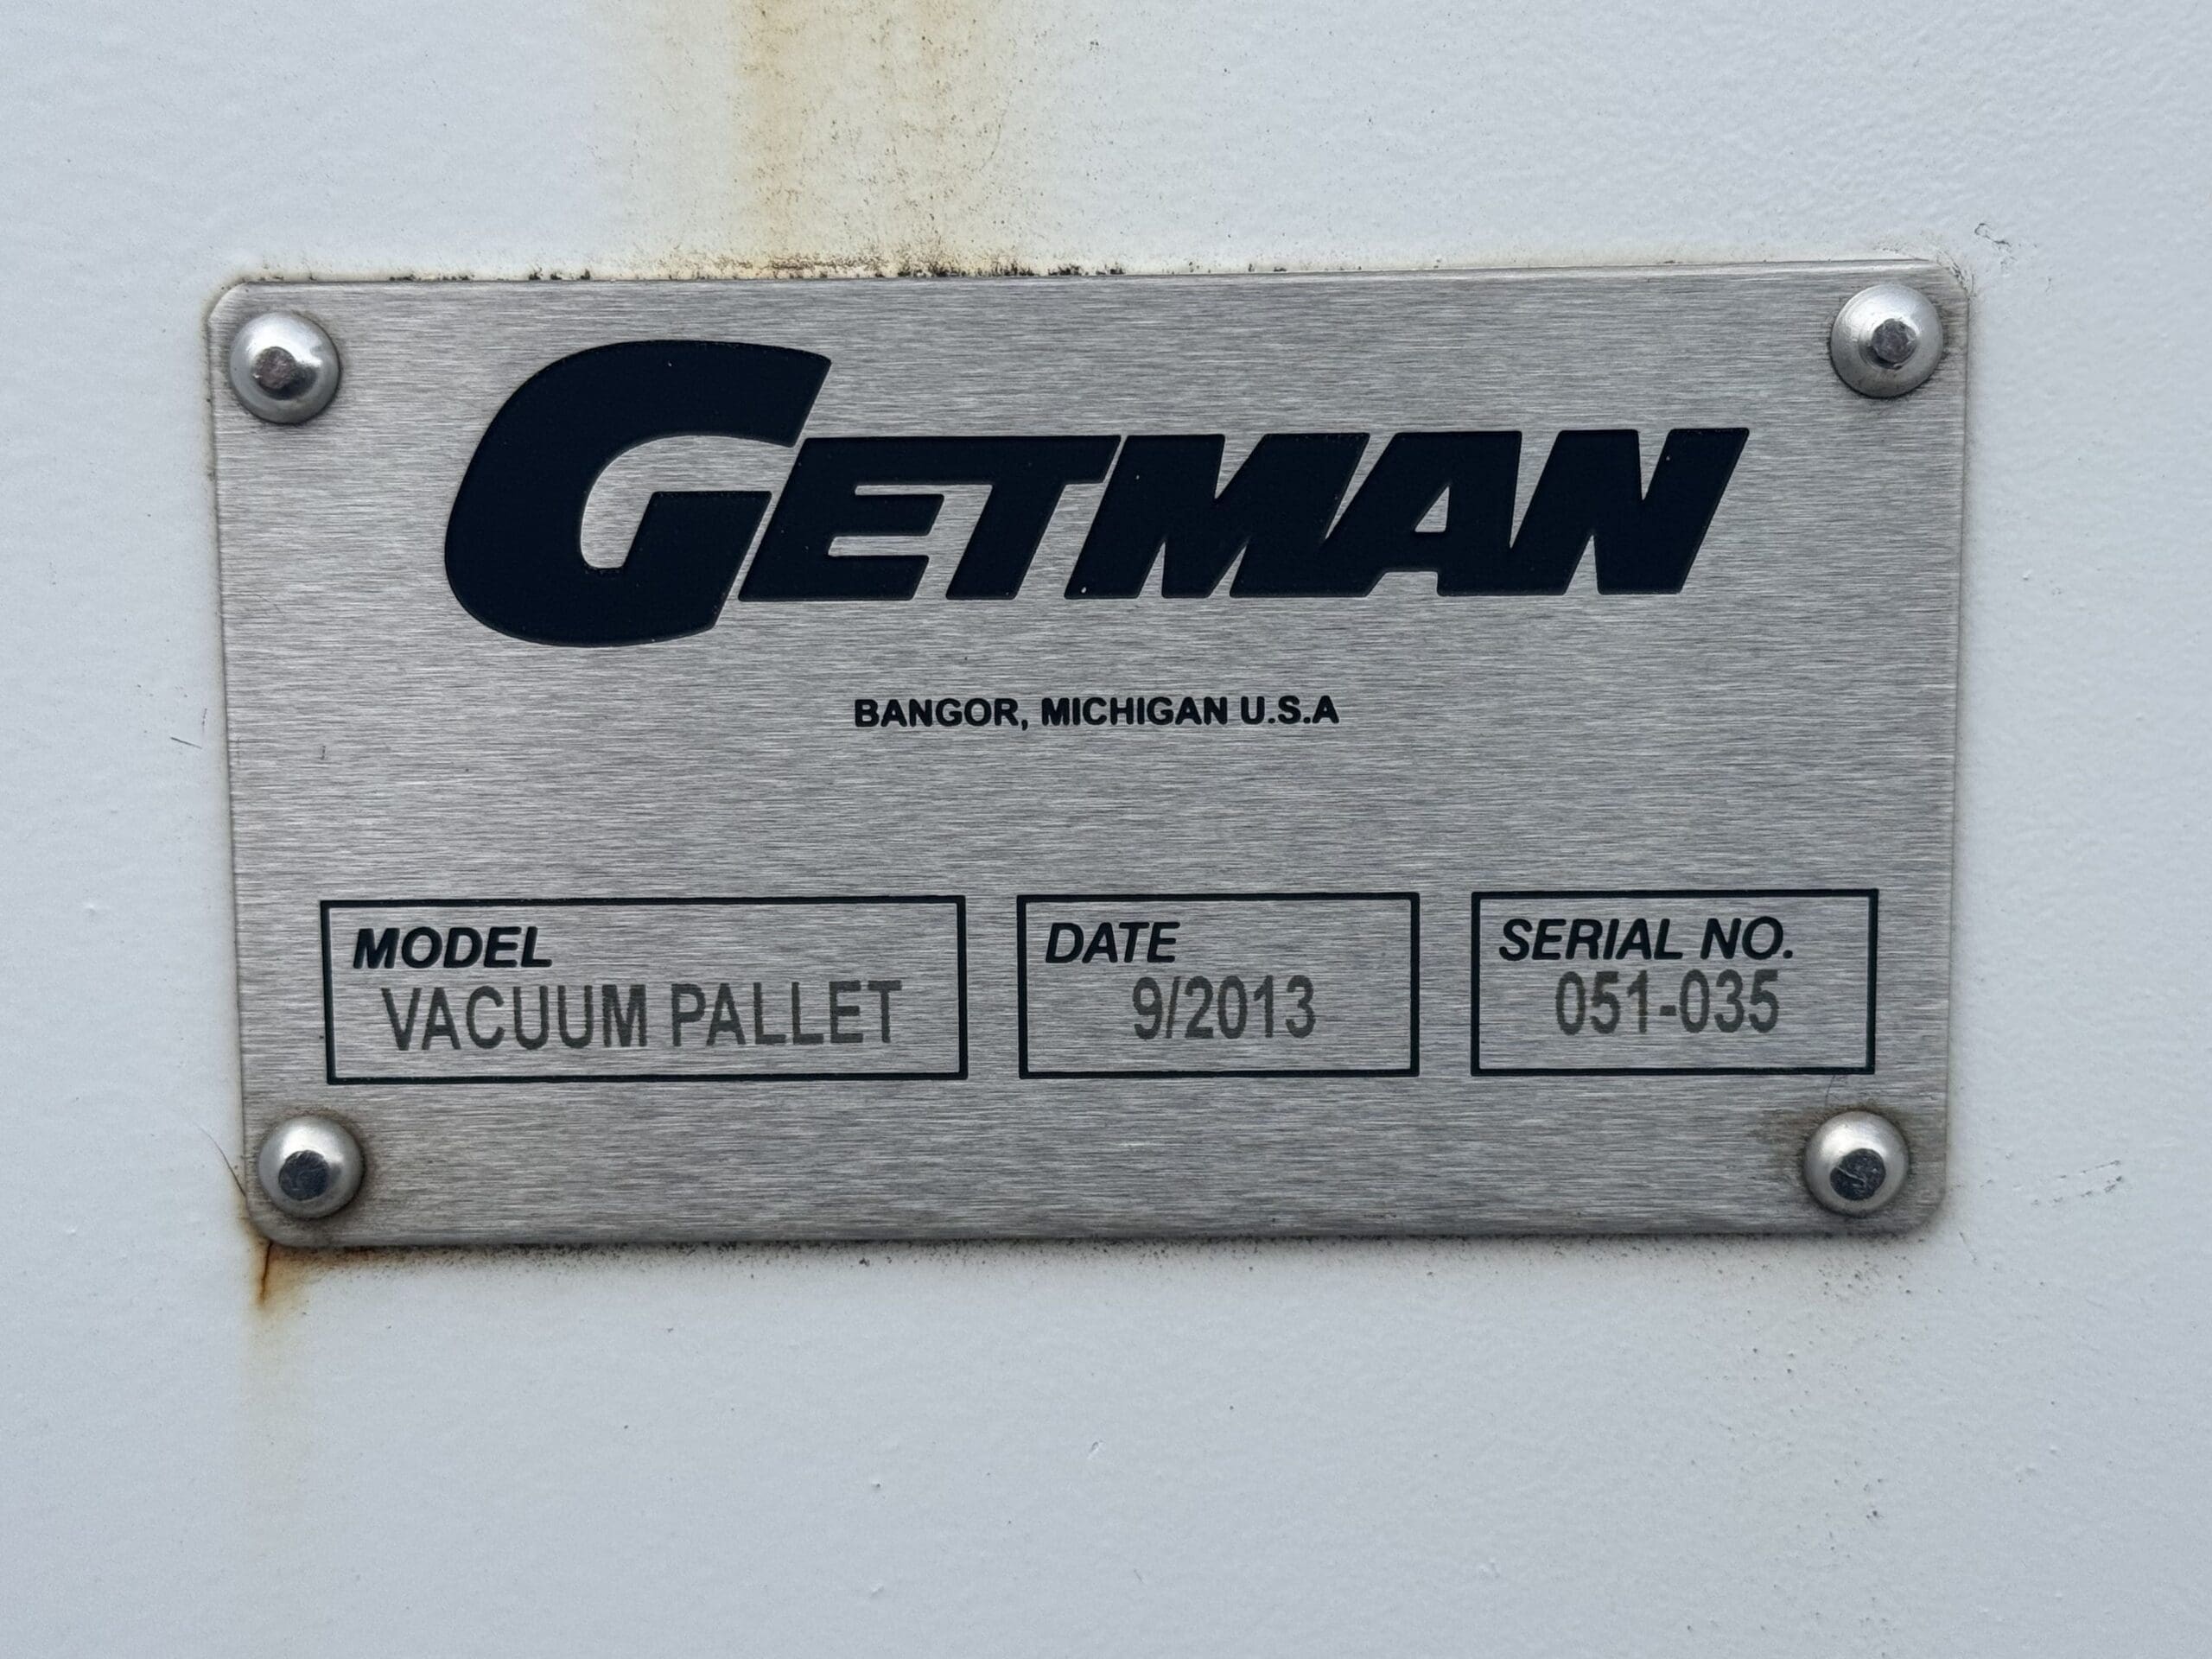 GETMAN
BANGOR, MICHIGAN U.S.A
MODEL
VACUUM PALLET
DATE
9/2013
SERIAL NO.
051-035